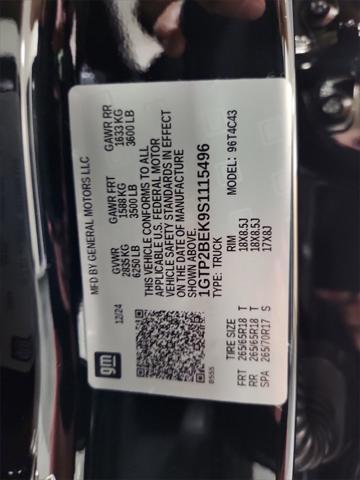 MFD BY GENERAL MOTORS LLC
12/24
GVWR
2835 KG
6250 LB
GAWR FRT
1588 KG
3500 LB
GAWR RR
1633 KG
3600 LB
THIS VEHICLE CONFORMS TO ALL
APPLICABLE U.S. FEDERAL MOTOR
VEHICLE SAFETY STANDARDS IN EFFECT
ON THE DATE OF MANUFACTURE
SHOWN ABOVE.
1GTP2BEK9S1115496
TYPE: TRUCK
MODEL: 96T4C43
gm
8555
TIRE SIZE RIM
FRT 265/65R18 T 18X8.5J
RR 265/65R18 T 18X8.5J
SPA 265/70R17 S 17X8J